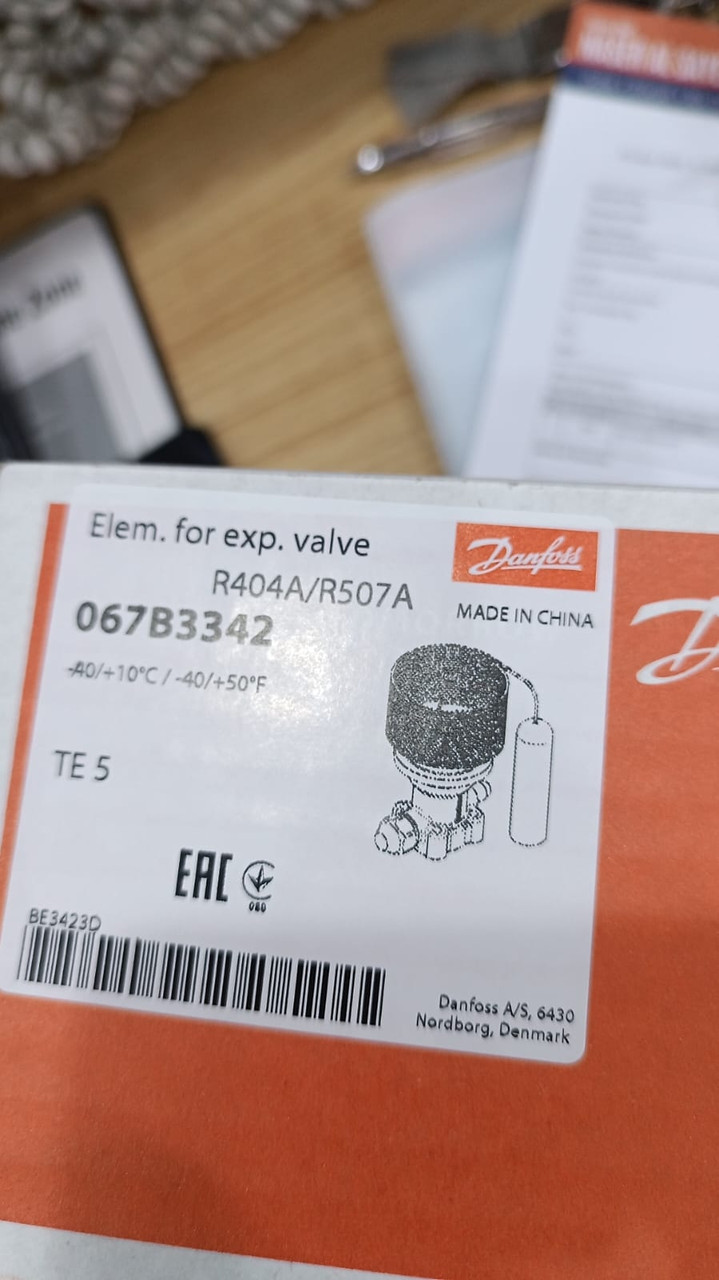 Elem. for exp. valve
Danfoss
R404A/R507A
MADE IN CHINA
067B3342
-40/+10°C / -40/+50°F
TE 5
EAC
080
BE3423D
Danfoss A/S, 6430
Nordborg, Denmark